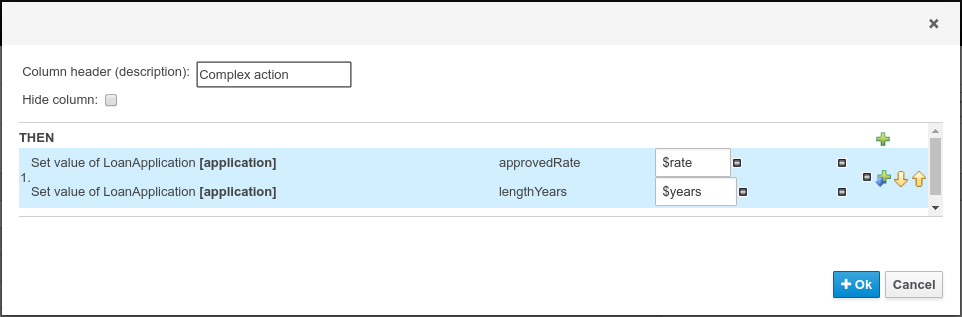 ×
Column header (description): Complex action
Hide column:
THEN
Set value of LoanApplication [application] approvedRate $rate
1.
Set value of LoanApplication [application] lengthYears $years
+ Ok Cancel